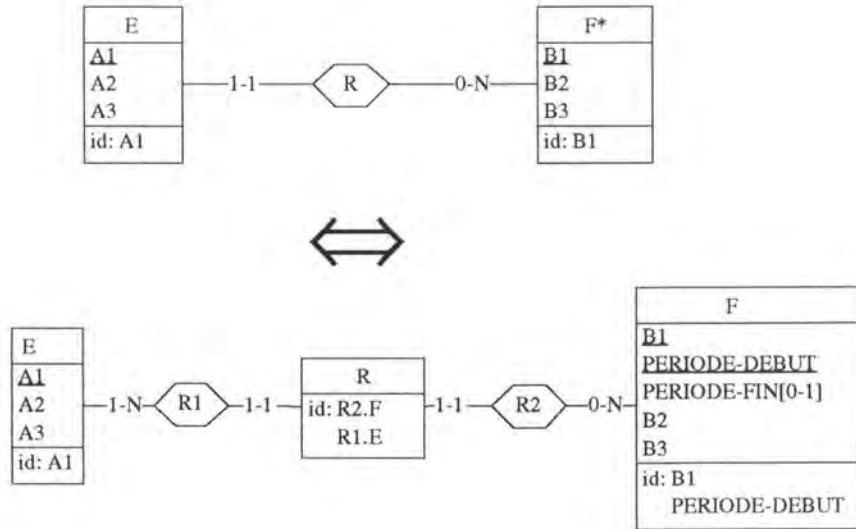 E
A1
A2
A3
id: A1
1-1
R
0-N
F*
B1
B2
B3
id: B1
E
A1
A2
A3
id: A1
1-N
R1
1-1
R
id: R2.F
R1.E
1-1
R2
0-N
F
B1
PERIODE-DEBUT
PERIODE-FIN[0-1]
B2
B3
id: B1
PERIODE-DEBUT